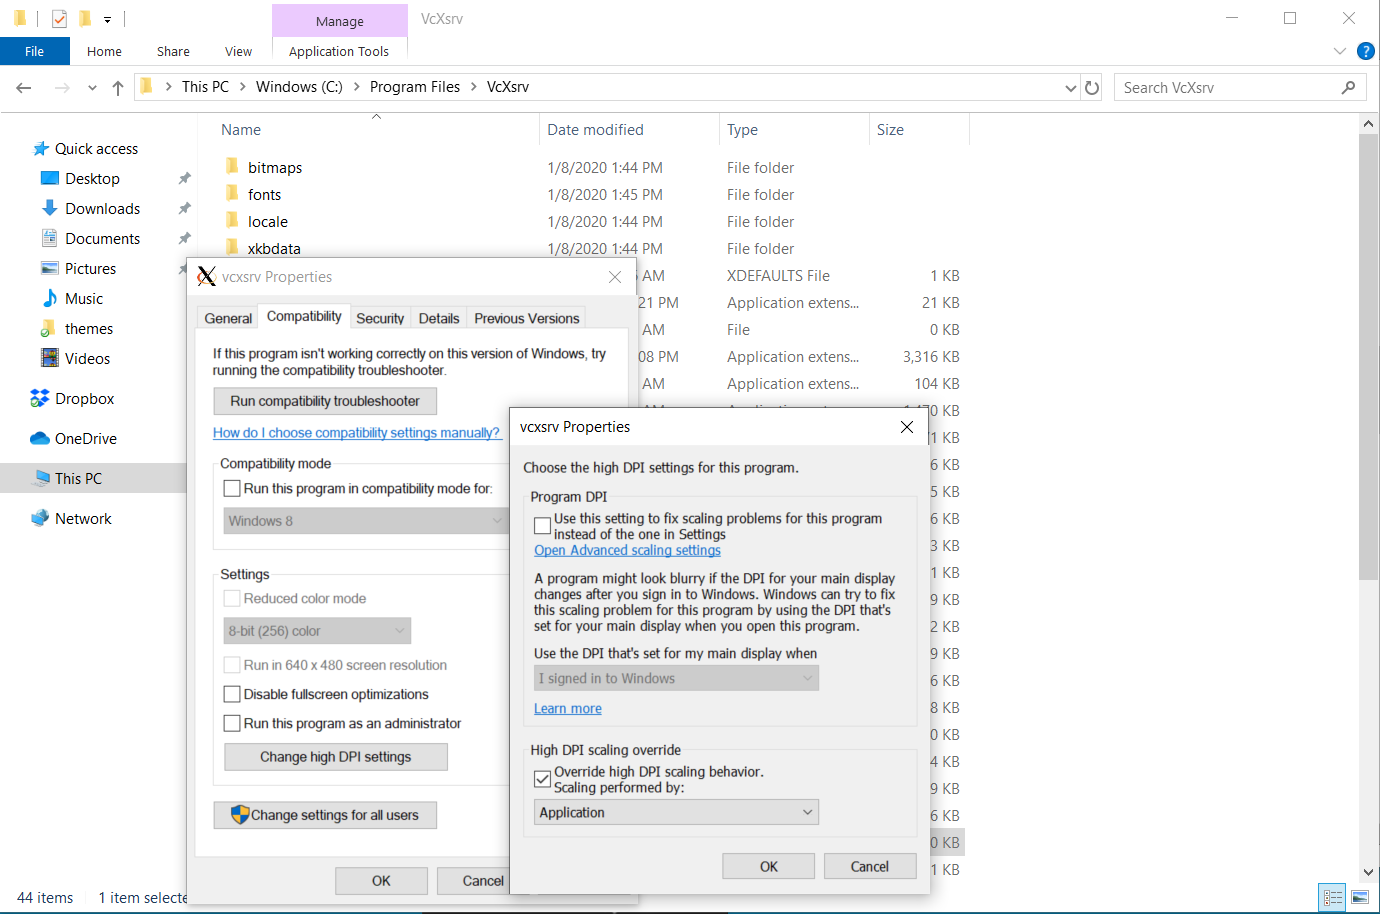 Manage
VcXsrv
File
Home
Share
View
Application Tools
This PC
Windows (C:)
Program Files
VcXsrv
Search VcXsrv
Name
Date modified
Type
Size
Quick access
Desktop
Downloads
Documents
Pictures
Music
themes
Videos
Dropbox
OneDrive
This PC
Network
bitmaps 1/8/2020 1:44 PM File folder
fonts 1/8/2020 1:45 PM File folder
locale 1/8/2020 1:44 PM File folder
xkbdata 1/8/2020 1:44 PM File folder
AM XDEFAULTS File 1 KB
21 PM Application extens... 21 KB
AM File 0 KB
08 PM Application extens... 3,316 KB
AM Application extens... 104 KB
0 KB
1 KB
6 KB
5 KB
6 KB
3 KB
1 KB
9 KB
2 KB
9 KB
6 KB
8 KB
0 KB
4 KB
9 KB
6 KB
0 KB
1 KB
vcxsrv Properties
General
Compatibility
Security
Details
Previous Versions
If this program isn't working correctly on this version of Windows, try
running the compatibility troubleshooter.
Run compatibility troubleshooter
How do I choose compatibility settings manually?
Compatibility mode
Run this program in compatibility mode for:
Windows 8
Settings
Reduced color mode
8-bit (256) color
Run in 640 x 480 screen resolution
Disable fullscreen optimizations
Run this program as an administrator
Change high DPI settings
Change settings for all users
OK
Cancel
vcxsrv Properties
Choose the high DPI settings for this program.
Program DPI
Use this setting to fix scaling problems for this program
instead of the one in Settings
Open Advanced scaling settings
A program might look blurry if the DPI for your main display
changes after you sign in to Windows. Windows can try to fix
this scaling problem for this program by using the DPI that's
set for your main display when you open this program.
Use the DPI that's set for my main display when
I signed in to Windows
Learn more
High DPI scaling override
Override high DPI scaling behavior.
Scaling performed by:
Application
OK
Cancel
44 items
1 item selecte